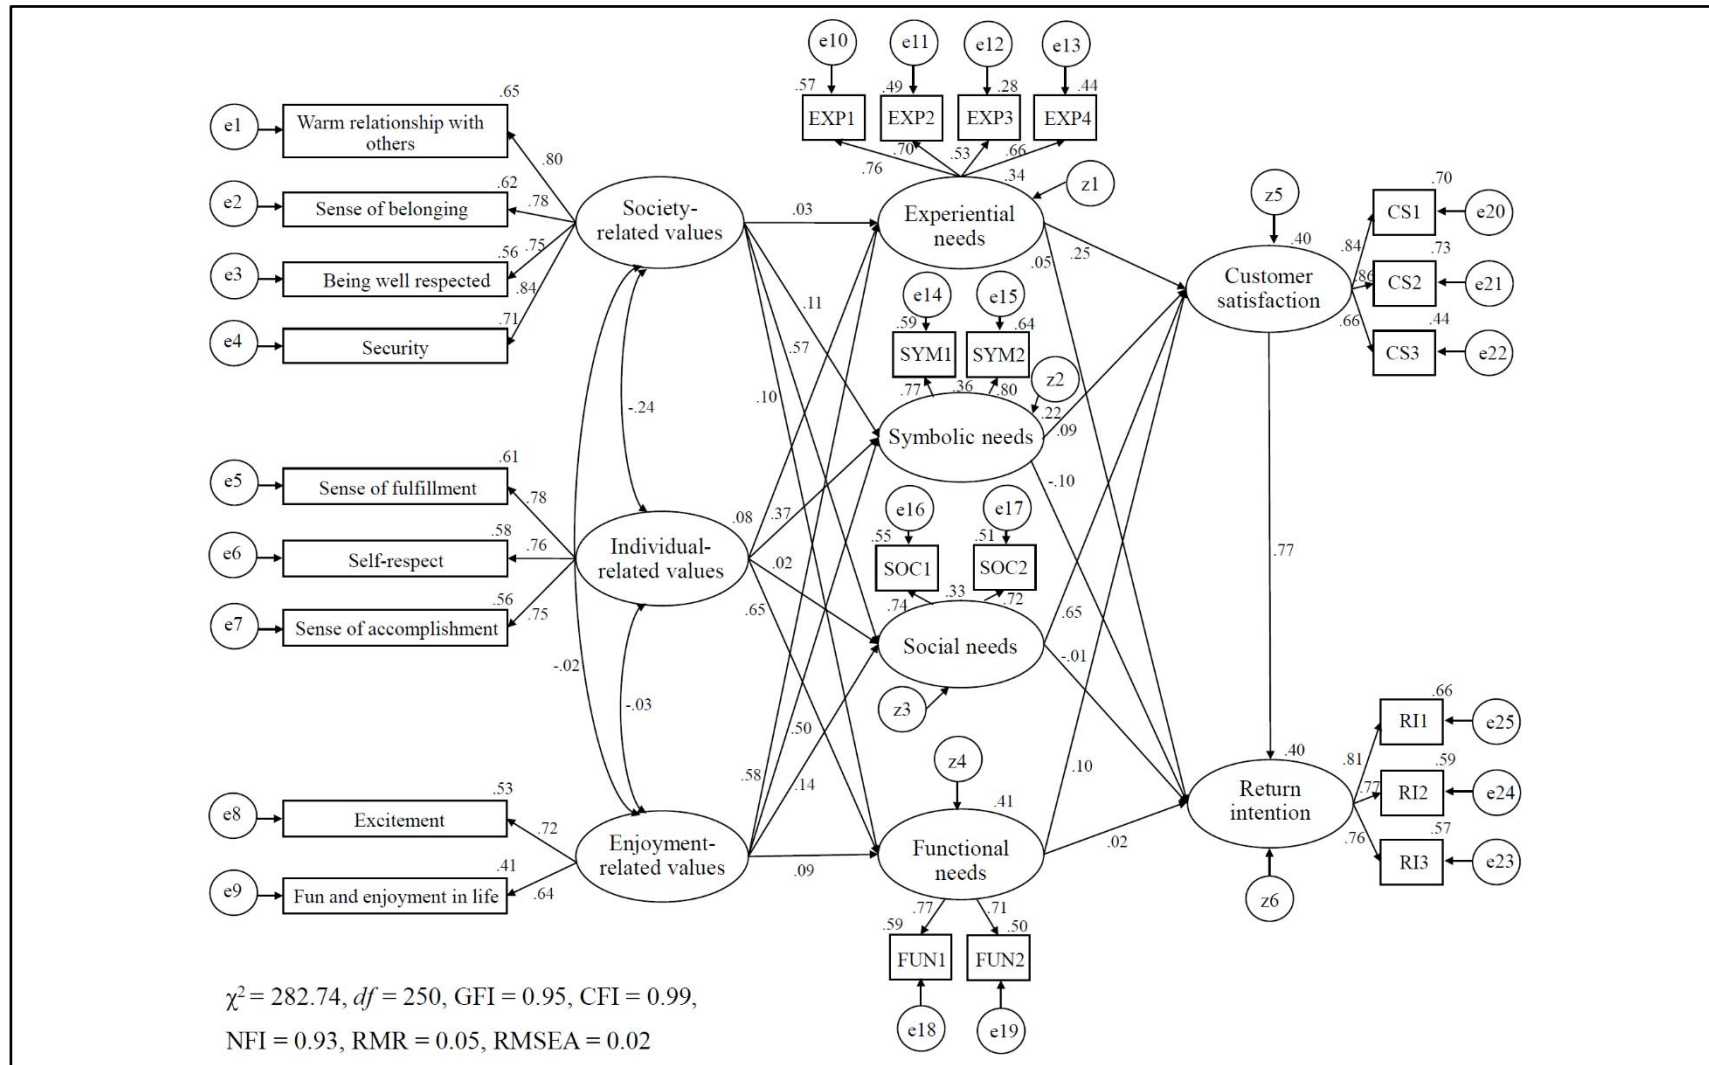 e10
e11
e12
e13
.57
.49
.28
.44
EXP1
EXP2
EXP3
EXP4
.76
.70
.53
.66
.34
z1
e1
.65
Warm relationship with
others
.80
e2
.62
Sense of belonging
.78
e3
.56
.75
Being well respected
.84
e4
.71
Security
Society-
related values
.03
.11
.57
.10
Experiential
needs
.25
.05
z5
.40
Customer
satisfaction
.70
CS1
e20
.84
.73
CS2
e21
.86
.44
CS3
e22
.66
e14
e15
.59
.64
SYM1
SYM2
.77
.36
.80
z2
.22
Symbolic needs
.09
-.10
-.24
e5
.61
Sense of fulfillment
.78
e6
.58
Self-respect
.76
e7
.56
Sense of accomplishment
.75
Individual-
related values
.08
.37
.02
.65
e16
e17
.55
.51
SOC1
SOC2
.74
.33
.72
Social needs
z3
.65
-.01
.77
-.02
-.03
e8
.53
Excitement
.72
e9
.41
Fun and enjoyment in life
.64
Enjoyment-
related values
.50
.58
.14
.09
z4
.41
Functional
needs
.10
.02
.77
.71
.59
.50
FUN1
FUN2
e18
e19
.40
Return
intention
z6
.66
RI1
e25
.81
.59
RI2
e24
.77
.57
RI3
e23
.76
χ² = 282.74, df = 250, GFI = 0.95, CFI = 0.99,
NFI = 0.93, RMR = 0.05, RMSEA = 0.02